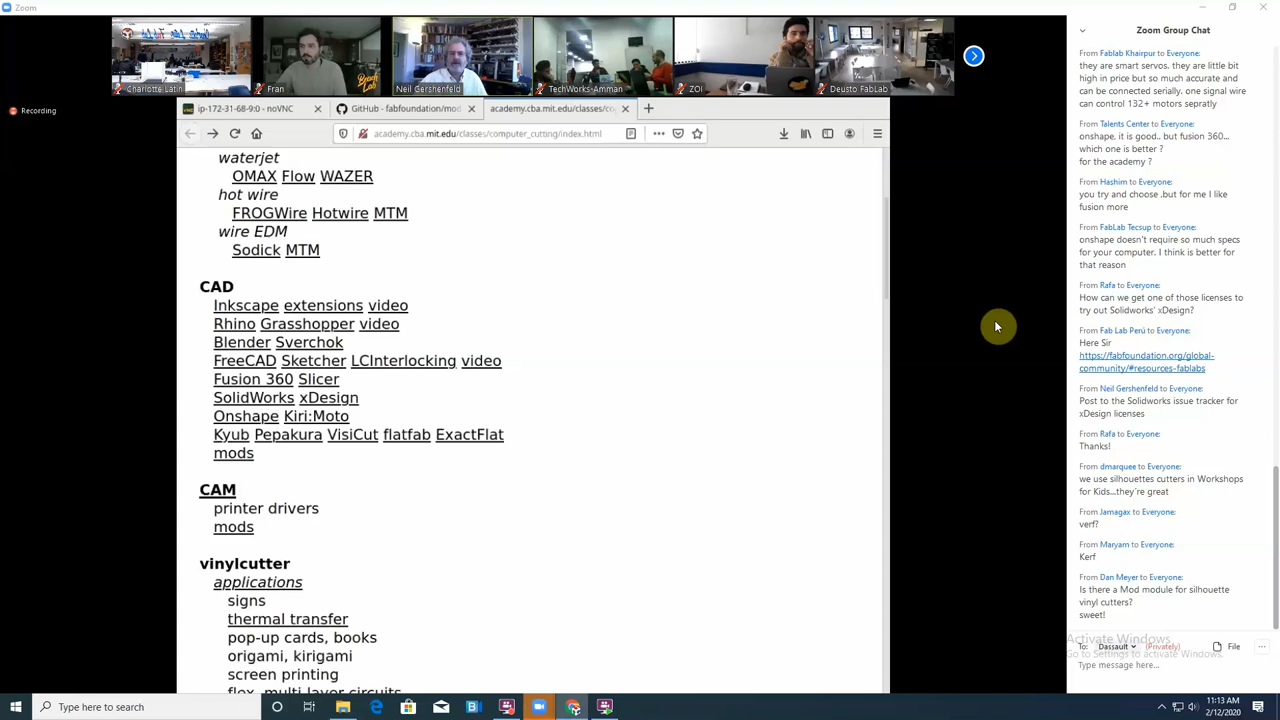 Zoom
Recording
Charlotte Latin
Fran
Neil Gershenfeld
TechWorks-Amman
ZOI
Deusto FabLab
Zoom Group Chat
ip-172-31-68-9:0 - noVNC
GitHub - fabfoundation/mod
academy.cba.mit.edu/classes/co
academy.cba.mit.edu/classes/computer_cutting/index.html
waterjet
OMAX Flow WAZER
hot wire
FROGWire Hotwire MTM
wire EDM
Sodick MTM
CAD
Inkscape extensions video
Rhino Grasshopper video
Blender Sverchok
FreeCAD Sketcher LCInterlocking video
Fusion 360 Slicer
SolidWorks xDesign
Onshape Kiri:Moto
Kyub Pepakura VisiCut flatfab ExactFlat
mods
CAM
printer drivers
mods
vinylcutter
applications
signs
thermal transfer
pop-up cards, books
origami, kirigami
screen printing
flex, multi-layer circuits
From Fablab Khairpur to Everyone:
they are smart servos. they are little bit
high in price but so much accurate and
can be connected serially. one signal wire
can control 132+ motors sepratly
From Talents Center to Everyone:
onshape, it is good.. but fusion 360...
which one is better ?
for the academy ?
From Hashim to Everyone:
you try and choose ,but for me I like
fusion more
From FabLab Tecsup to Everyone:
onshape doesn't require so much specs
for your computer, I think is better for
that reason
From Rafa to Everyone:
How can we get one of those licenses to
try out Solidworks' xDesign?
From Fab Lab Perú to Everyone:
Here Sir
https://fabfoundation.org/global-
community/#resources-fablabs
From Neil Gershenfeld to Everyone:
Post to the Solidworks issue tracker for
xDesign licenses
From Rafa to Everyone:
Thanks!
From dmarquee to Everyone:
we use silhouettes cutters in Workshops
for Kids...they're great
From Jamagax to Everyone:
verf?
From Maryam to Everyone:
Kerf
From Dan Meyer to Everyone:
Is there a Mod module for silhouette
vinyl cutters?
sweet!
Activate Windows
Go to Settings to activate Windows.
To: Dassault (Privately) File
Type message here...
Type here to search
11:13 AM
2/12/2020